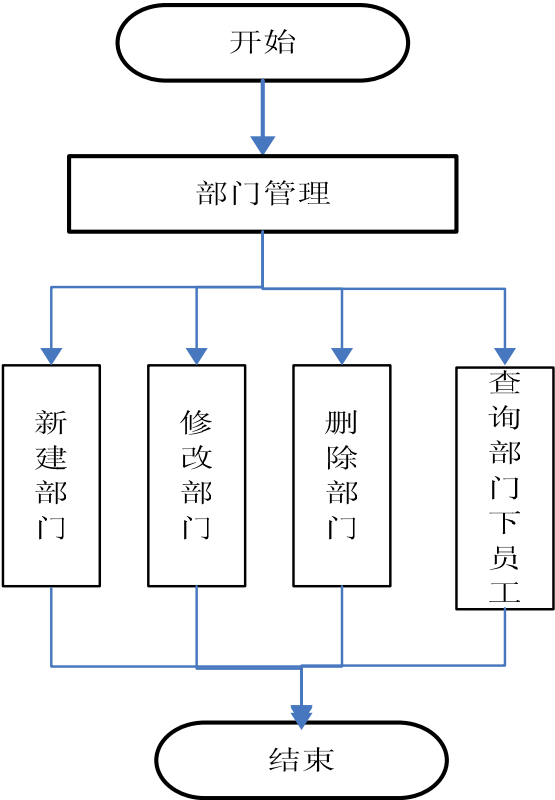 开始
部门管理
新建部门
修改部门
删除部门
查询部门下员工
结束